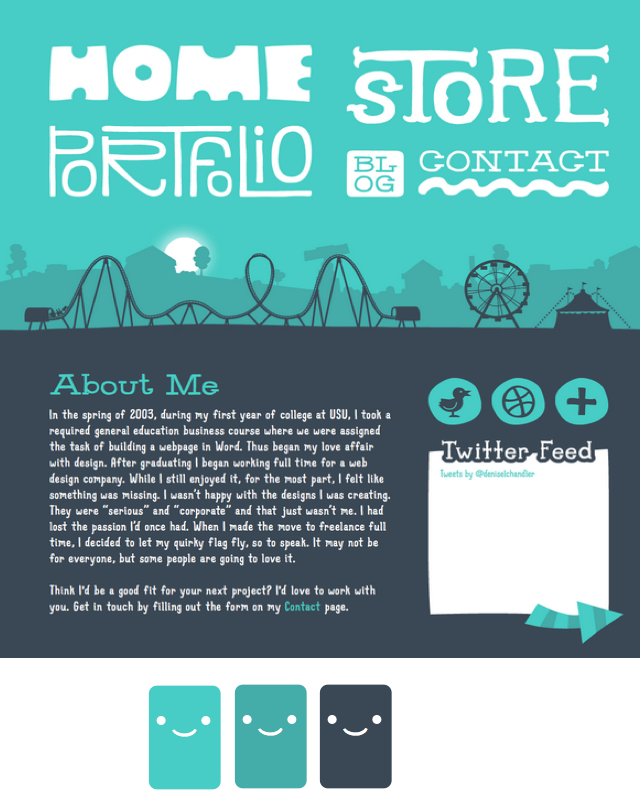 HOME
STORE
PORTFOLIO
BLOG
CONTACT
About Me
In the spring of 2003, during my first year of college at USU, I took a
required general education business course where we were assigned
the task of building a webpage in Word. Thus began my love affair
with design. After graduating I began working full time for a web
design company. While I still enjoyed it, for the most part, I felt like
something was missing. I wasn't happy with the designs I was creating.
They were "serious" and "corporate" and that just wasn't me. I had
lost the passion I'd once had. When I made the move to freelance full
time, I decided to let my quirky flag fly, so to speak. It may not be
for everyone, but some people are going to love it.
Think I'd be a good fit for your next project? I'd love to work with
you. Get in touch by filling out the form on my Contact page.
Twitter Feed
Tweets by @deniselchandler